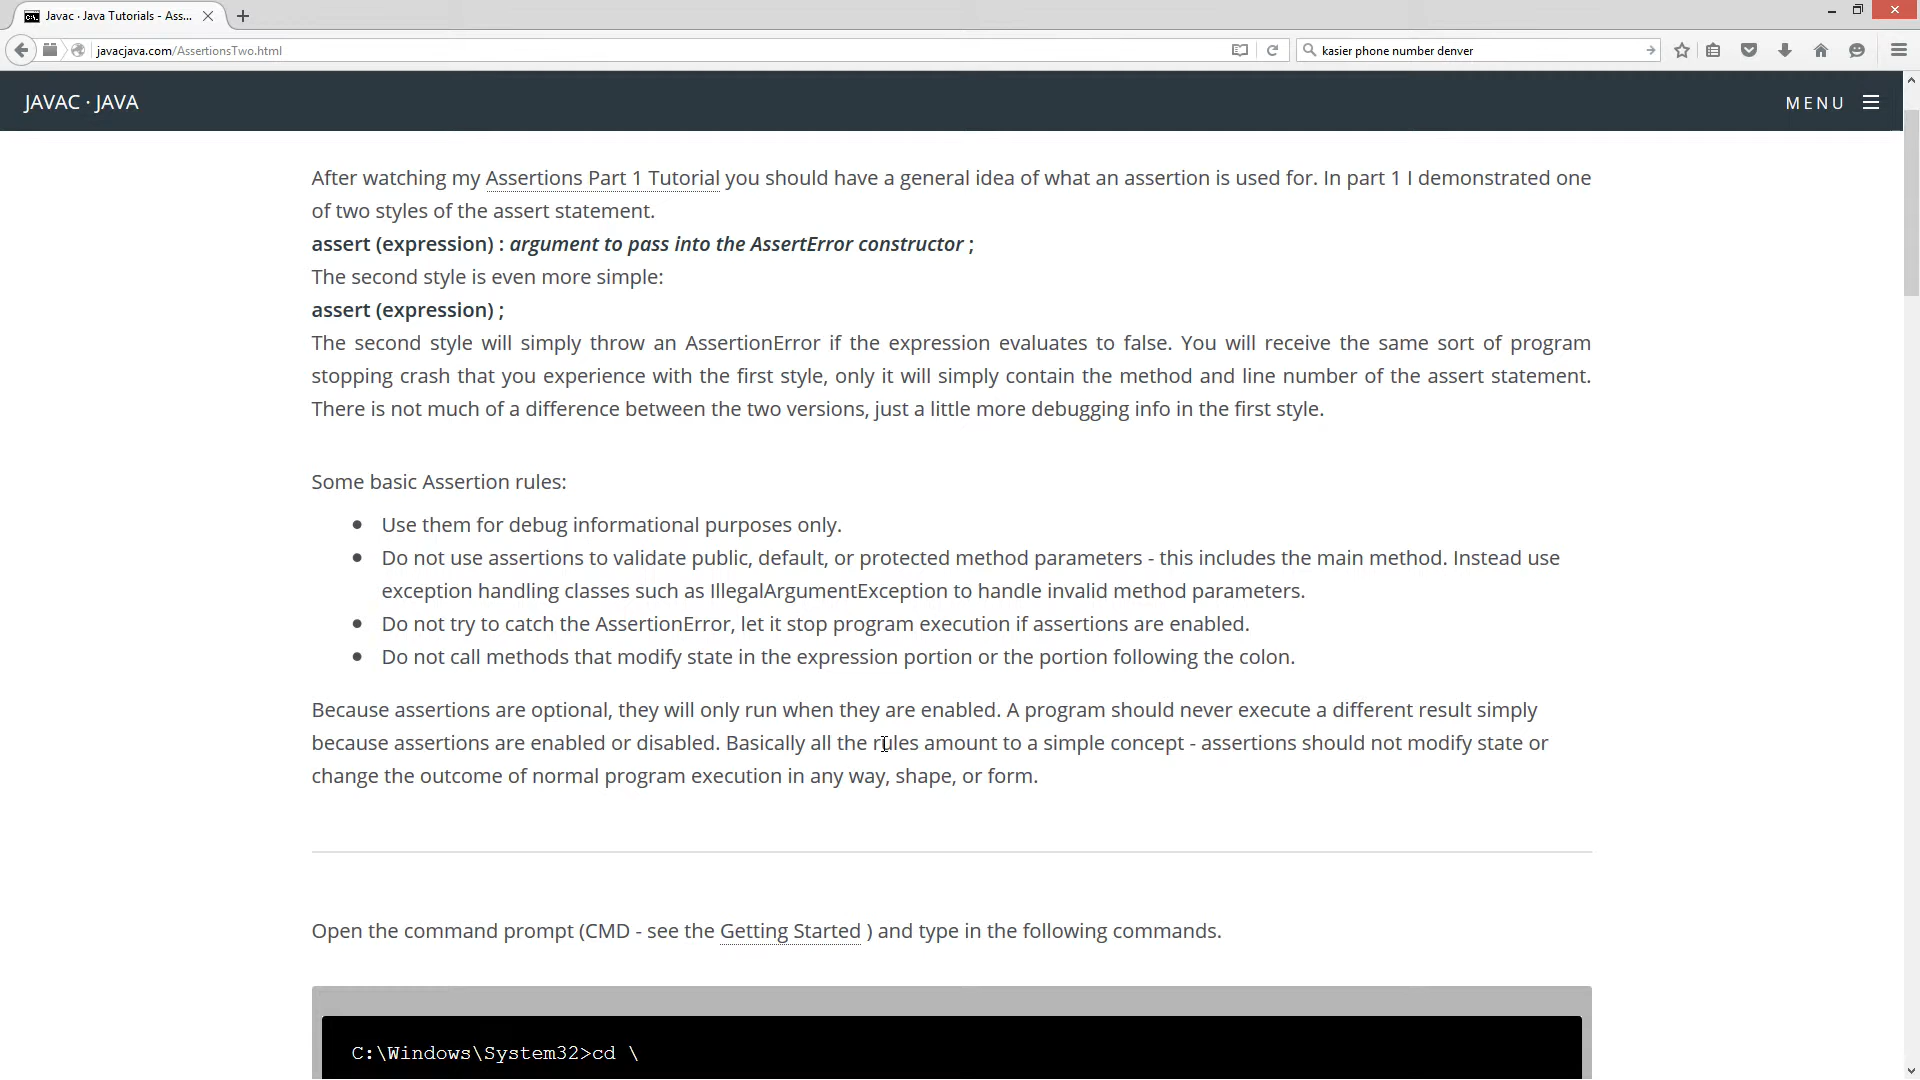 Javac · Java Tutorials - Ass...
javacjava.com/AssertionsTwo.html
kasier phone number denver
JAVAC · JAVA
MENU
After watching my Assertions Part 1 Tutorial you should have a general idea of what an assertion is used for. In part 1 I demonstrated one
of two styles of the assert statement.
assert (expression) : argument to pass into the AssertError constructor ;
The second style is even more simple:
assert (expression) ;
The second style will simply throw an AssertionError if the expression evaluates to false. You will receive the same sort of program
stopping crash that you experience with the first style, only it will simply contain the method and line number of the assert statement.
There is not much of a difference between the two versions, just a little more debugging info in the first style.
Some basic Assertion rules:
Use them for debug informational purposes only.
Do not use assertions to validate public, default, or protected method parameters - this includes the main method. Instead use
exception handling classes such as IllegalArgumentException to handle invalid method parameters.
Do not try to catch the AssertionError, let it stop program execution if assertions are enabled.
Do not call methods that modify state in the expression portion or the portion following the colon.
Because assertions are optional, they will only run when they are enabled. A program should never execute a different result simply
because assertions are enabled or disabled. Basically all the rules amount to a simple concept - assertions should not modify state or
change the outcome of normal program execution in any way, shape, or form.
Open the command prompt (CMD - see the Getting Started ) and type in the following commands.
C:\Windows\System32>cd \